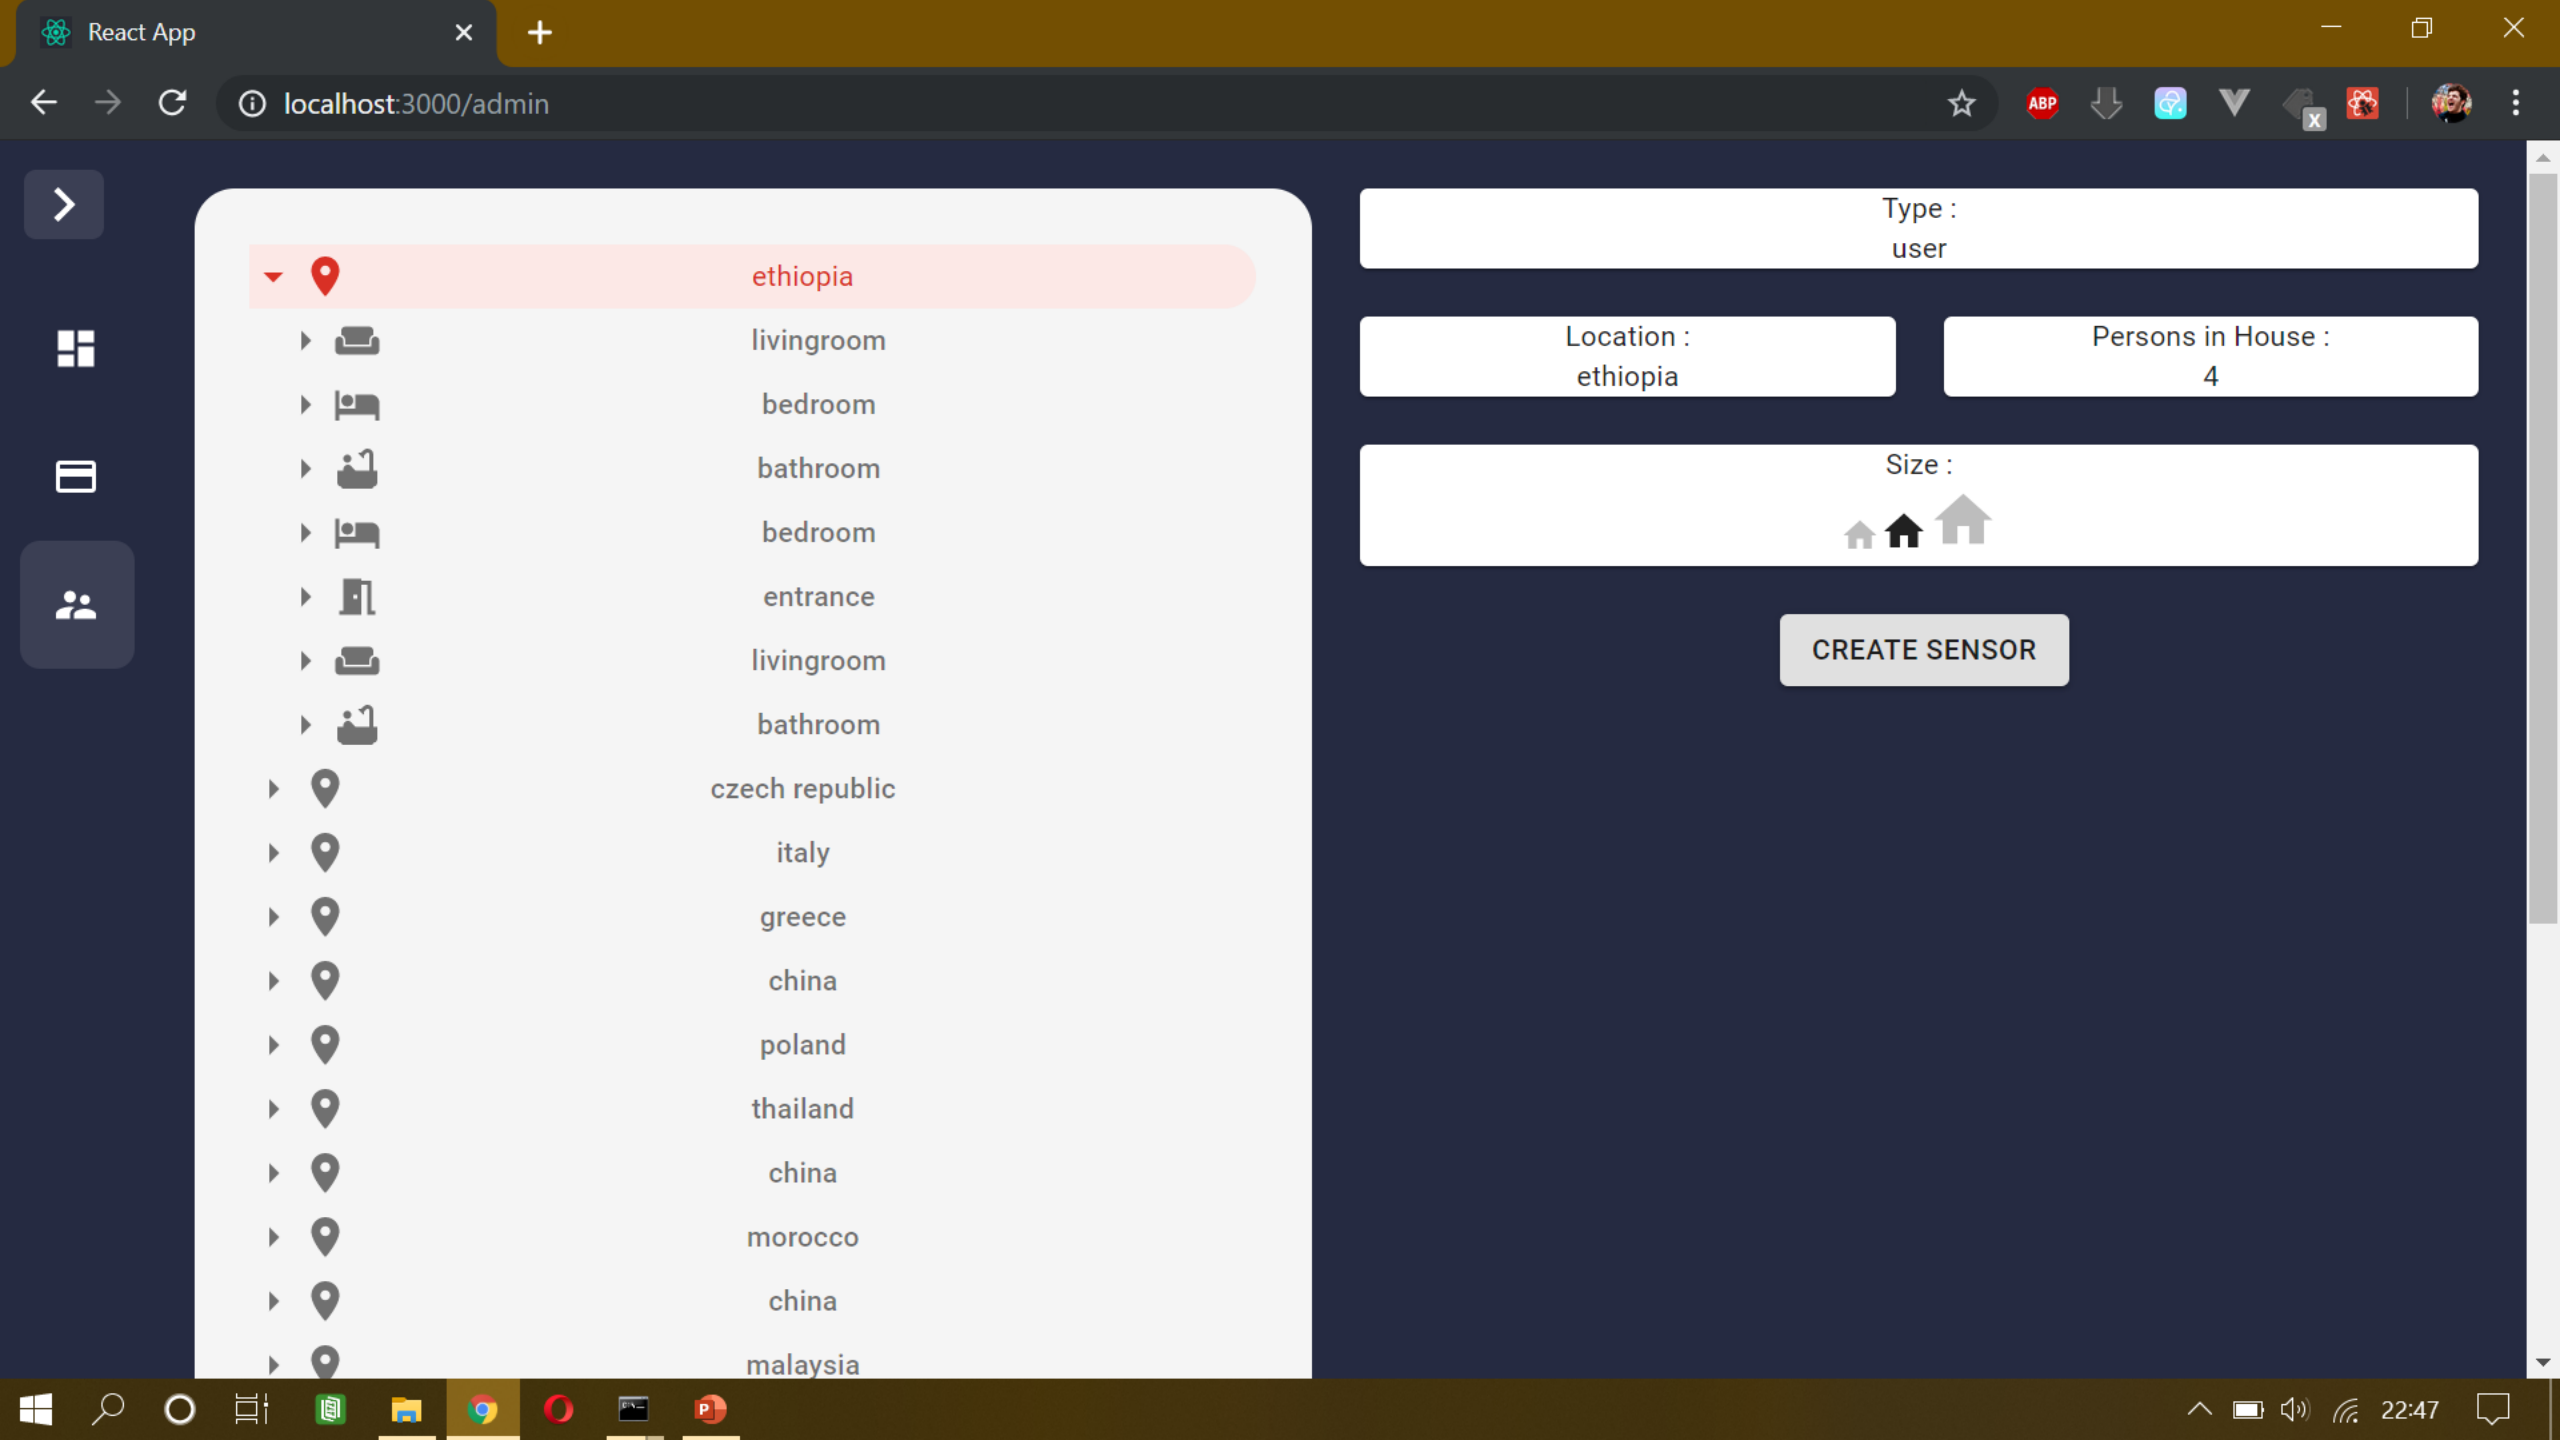 React App
localhost:3000/admin
ABP
X
ethiopia
livingroom
bedroom
bathroom
bedroom
entrance
livingroom
bathroom
czech republic
italy
greece
china
poland
thailand
china
morocco
china
malaysia
Type :
user
Location :
ethiopia
Persons in House :
4
Size :
CREATE SENSOR
22:47